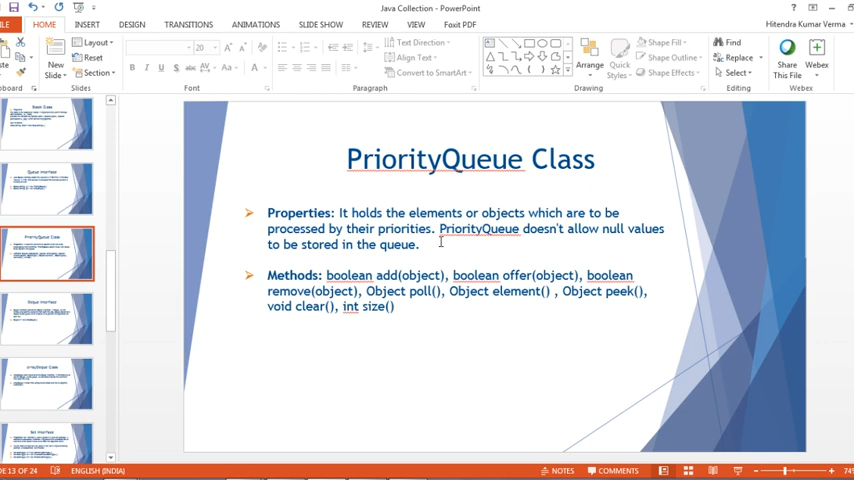 Java Collection - PowerPoint
FILE HOME INSERT DESIGN TRANSITIONS ANIMATIONS SLIDE SHOW REVIEW VIEW Foxit PDF
Hitendra Kumar Verma
New
Slide
Layout
Reset
Section
20
B I U S abc AV Aa A
Text Direction
Align Text
Convert to SmartArt
Arrange
Quick
Styles
Shape Fill
Shape Outline
Shape Effects
Find
Replace
Select
Share
This File
Webex
Clipboard Slides Font Paragraph Drawing Editing Webex
Queue Interface
PriorityQueue Class
Deque Interface
ArrayDeque Class
Set Interface
PriorityQueue Class
Properties: It holds the elements or objects which are to be
processed by their priorities. PriorityQueue doesn't allow null values
to be stored in the queue.
Methods: boolean add(object), boolean offer(object), boolean
remove(object), Object poll(), Object element() , Object peek(),
void clear(), int size()
DE 13 OF 24 ENGLISH (INDIA) NOTES COMMENTS 74%